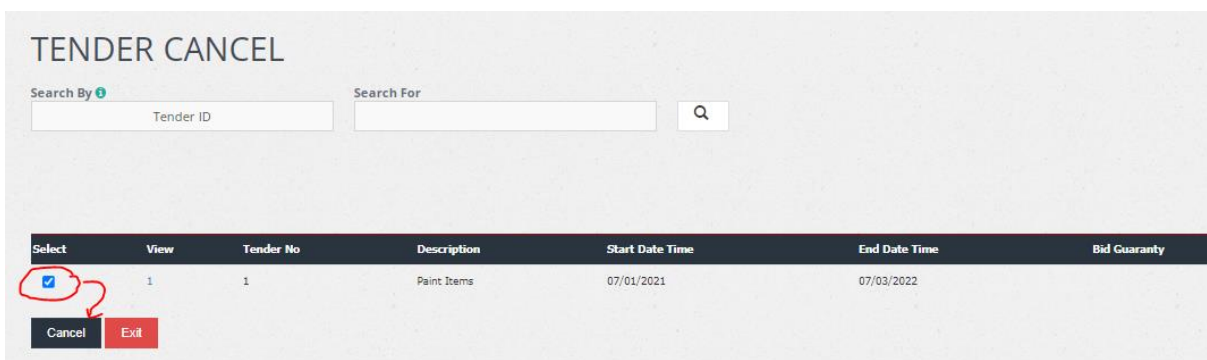 TENDER CANCEL
Search By
Search For
Tender ID
Select View Tender No Description Start Date Time End Date Time Bid Guaranty
1 1 Paint Items 07/01/2021 07/03/2022
Cancel Exit